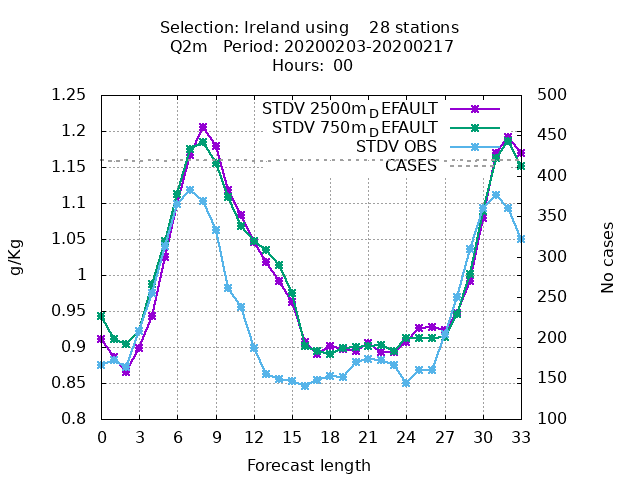 Selection: Ireland using    28 stations
Q2m   Period: 20200203-20200217
Hours:  00
1.25
1.2
1.15
1.1
1.05
1
0.95
0.9
0.85
0.8
500
450
400
350
300
250
200
150
100
STDV 2500m_DEFAULT
STDV 750m_DEFAULT
STDV OBS
CASES
g/Kg
No cases
0 3 6 9 12 15 18 21 24 27 30 33
Forecast length